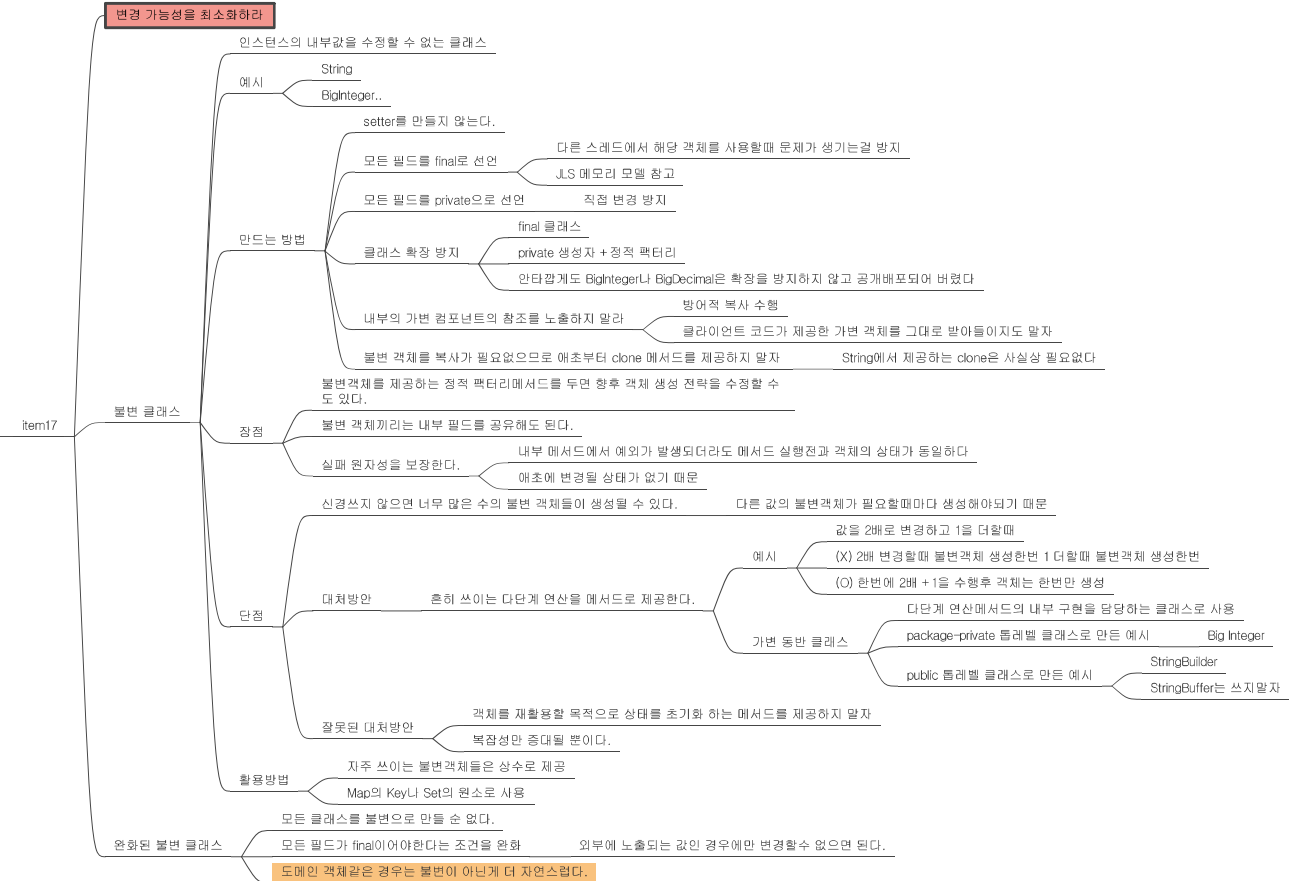 변경 가능성을 최소화하라
인스턴스의 내부값을 수정할 수 없는 클래스
예시
String
BigInteger..
setter를 만들지 않는다.
모든 필드를 final로 선언
다른 스레드에서 해당 객체를 사용할때 문제가 생기는걸 방지
JLS 메모리 모델 참고
모든 필드를 private으로 선언
직접 변경 방지
만드는 방법
클래스 확장 방지
final 클래스
private 생성자 + 정적 팩터리
안타깝게도 BigInteger나 BigDecimal은 확장을 방지하지 않고 공개배포되어 버렸다
내부의 가변 컴포넌트의 참조를 노출하지 말라
방어적 복사 수행
클라이언트 코드가 제공한 가변 객체를 그대로 받아들이지도 말자
불변 객체를 복사가 필요없으므로 애초부터 clone 메서드를 제공하지 말자
String에서 제공하는 clone은 사실상 필요없다
item17
불변 클래스
장점
불변객체를 제공하는 정적 팩터리메서드를 두면 향후 객체 생성 전략을 수정할 수
도 있다.
불변 객체끼리는 내부 필드를 공유해도 된다.
실패 원자성을 보장한다.
내부 메서드에서 예외가 발생되더라도 메서드 실행전과 객체의 상태가 동일하다
애초에 변경될 상태가 없기 때문
단점
신경쓰지 않으면 너무 많은 수의 불변 객체들이 생성될 수 있다.
다른 값의 불변객체가 필요할때마다 생성해야되기 때문
대처방안
흔히 쓰이는 다단계 연산을 메서드로 제공한다.
예시
값을 2배로 변경하고 1을 더할때
(X) 2배 변경할때 불변객체 생성한번 1 더할때 불변객체 생성한번
(O) 한번에 2배 + 1을 수행후 객체는 한번만 생성
가변 동반 클래스
다단계 연산메서드의 내부 구현을 담당하는 클래스로 사용
package-private 톱레벨 클래스로 만든 예시
Big Integer
public 톱레벨 클래스로 만든 예시
StringBuilder
StringBuffer는 쓰지말자
잘못된 대처방안
객체를 재활용할 목적으로 상태를 초기화 하는 메서드를 제공하지 말자
복잡성만 증대될 뿐이다.
활용방법
자주 쓰이는 불변객체들은 상수로 제공
Map의 Key나 Set의 원소로 사용
완화된 불변 클래스
모든 클래스를 불변으로 만들 순 없다.
모든 필드가 final이어야한다는 조건을 완화
외부에 노출되는 값인 경우에만 변경할수 없으면 된다.
도메인 객체같은 경우는 불변이 아닌게 더 자연스럽다.